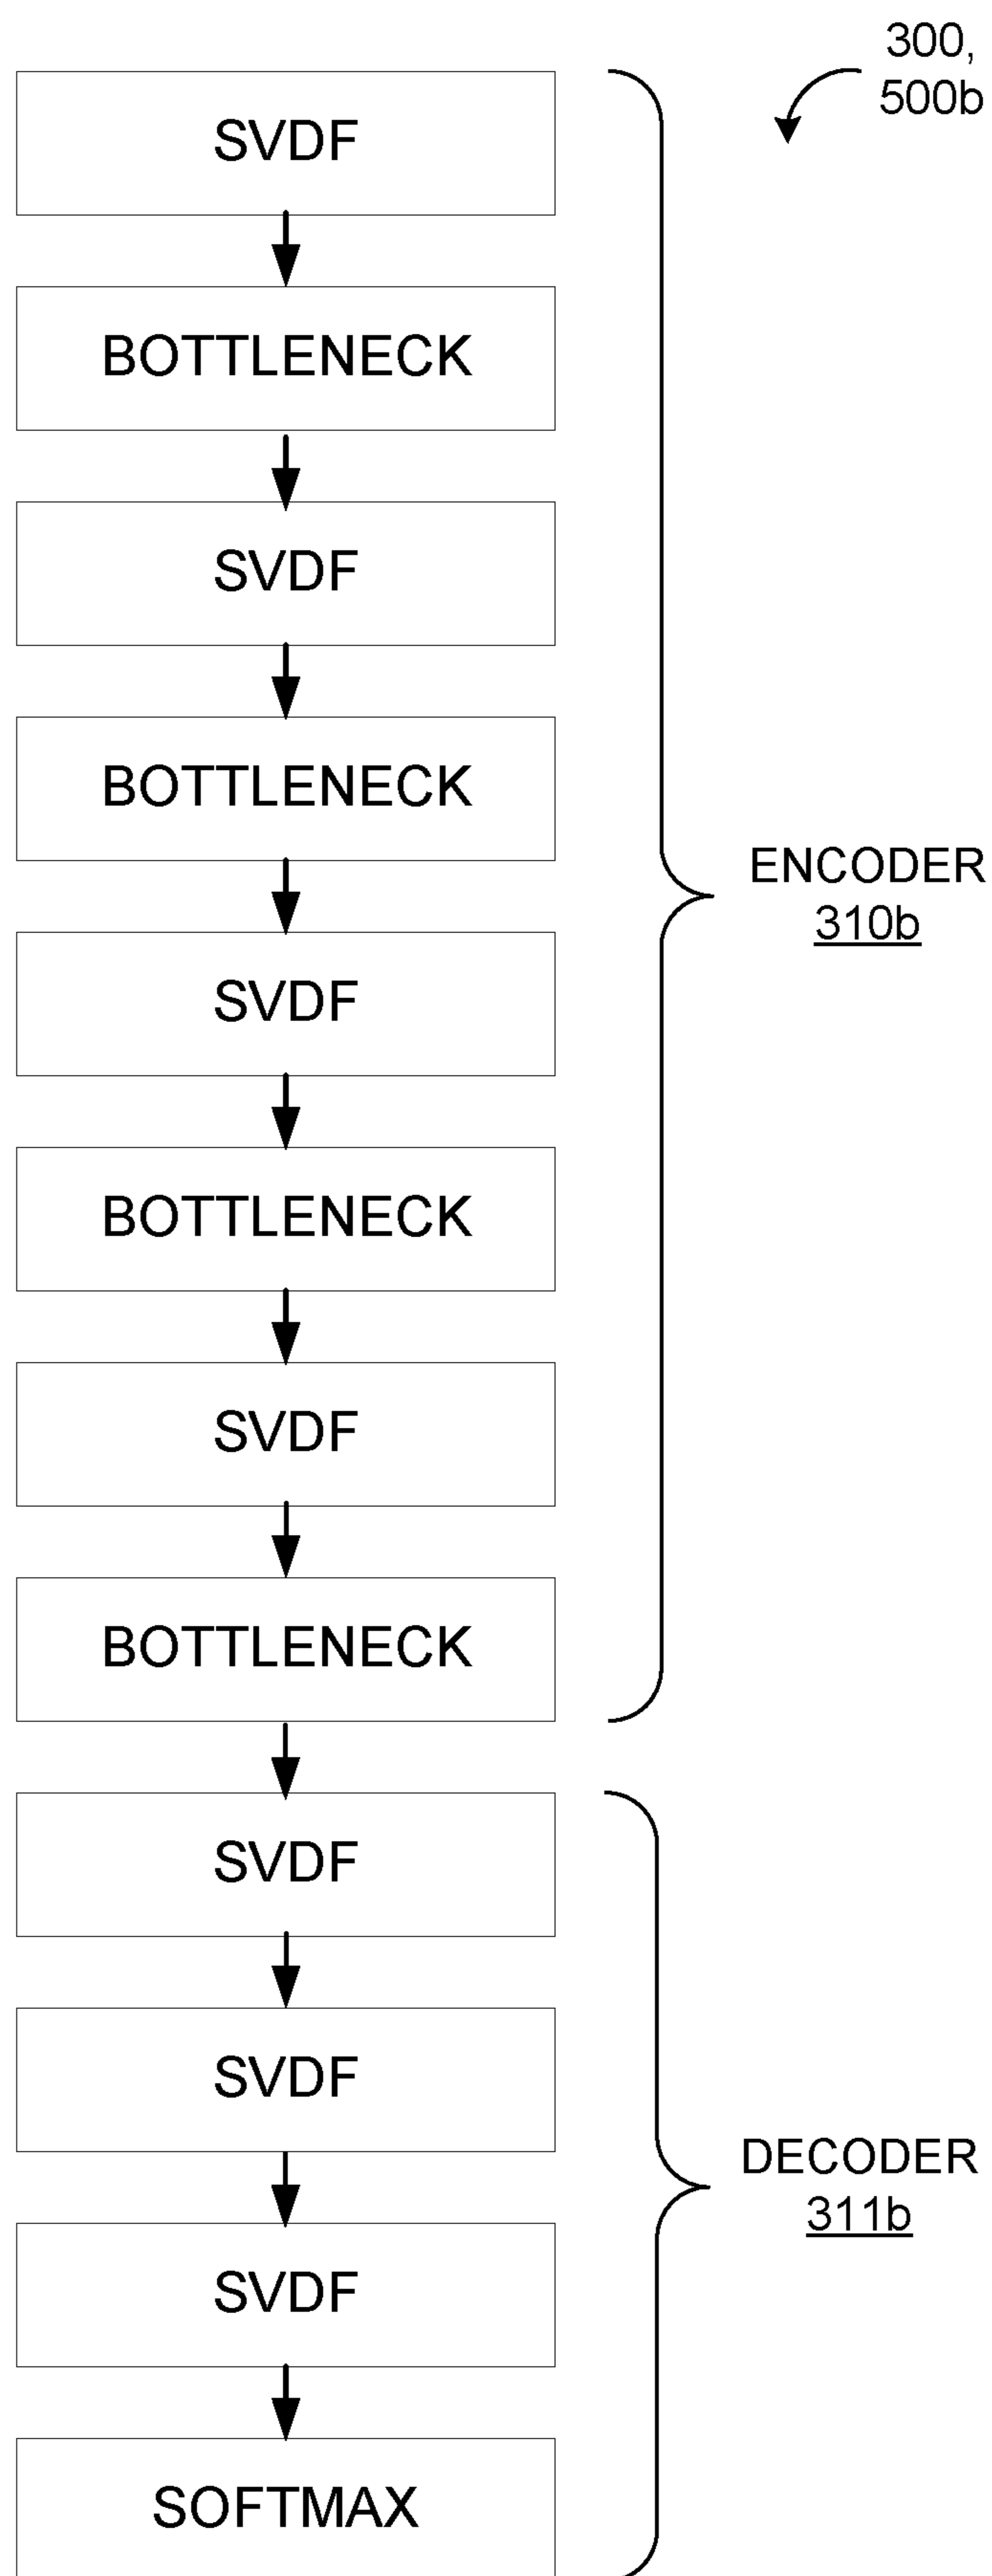 300,
500b
SVDF
BOTTLENECK
SVDF
BOTTLENECK
SVDF
BOTTLENECK
SVDF
BOTTLENECK
ENCODER
310b
SVDF
SVDF
SVDF
SOFTMAX
DECODER
311b